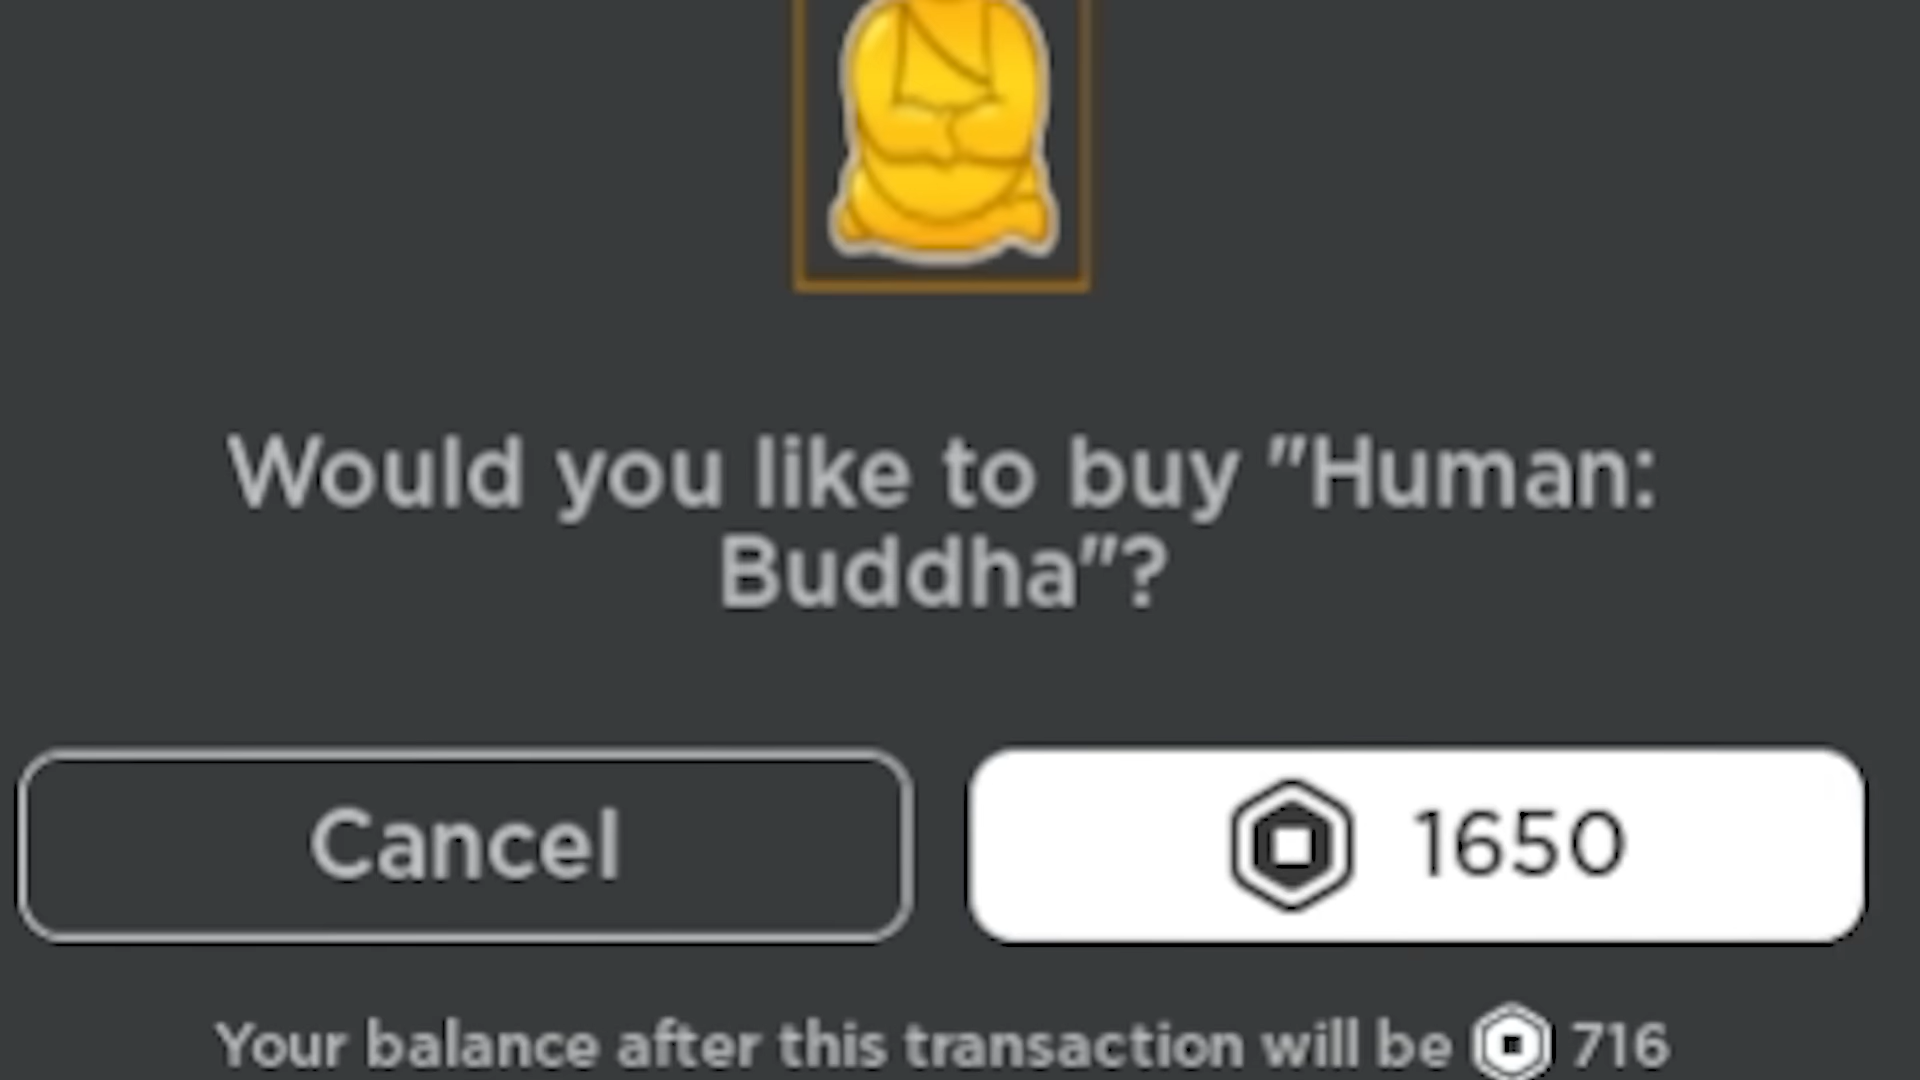 Would you like to buy "Human:
Buddha"?
Cancel
1650
Your balance after this transaction will be 716